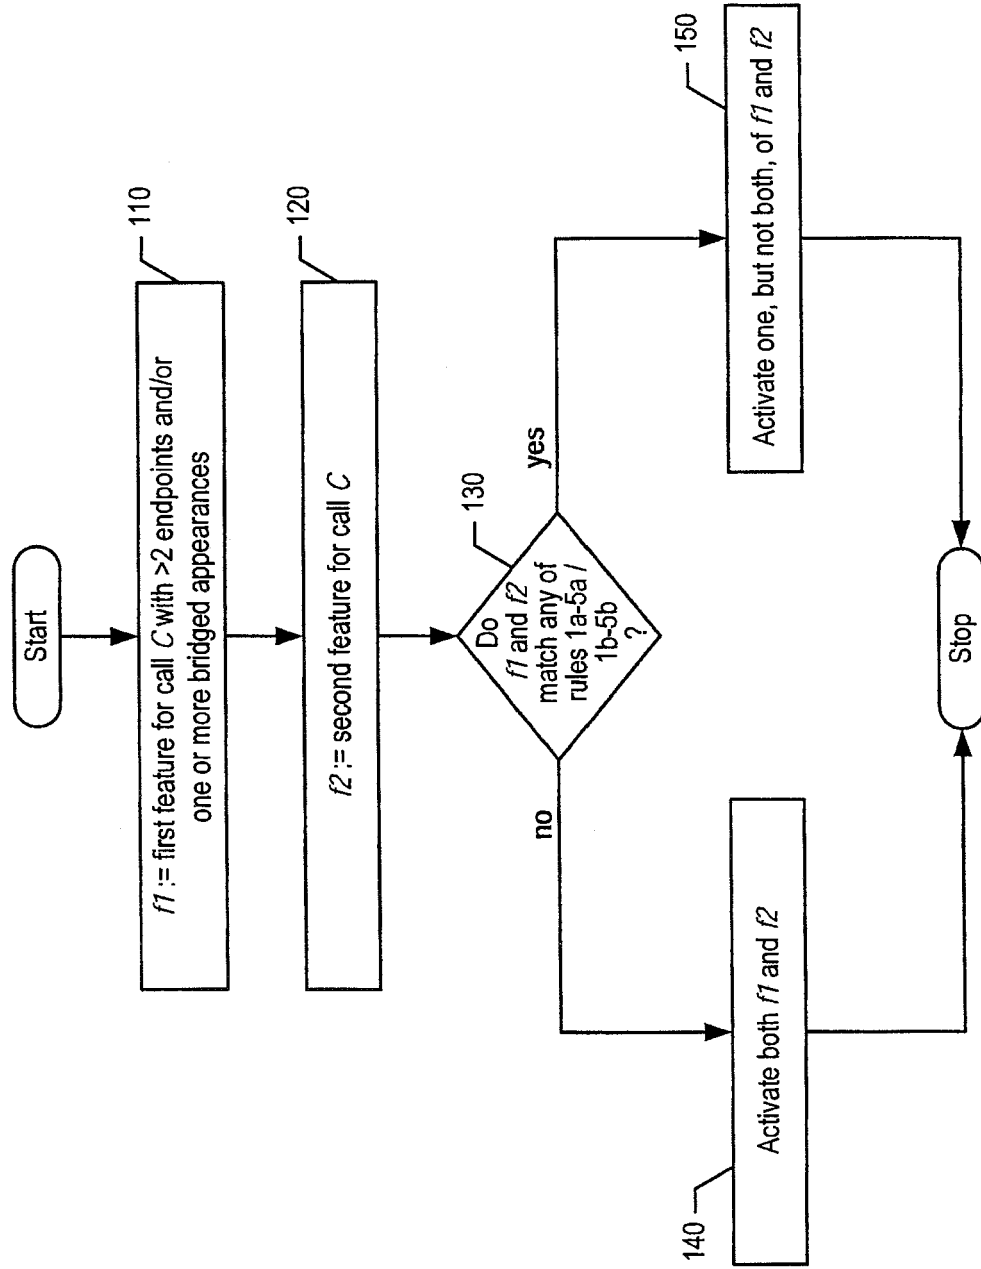 Start
110
f1 := first feature for call C with >2 endpoints and/or
one or more bridged appearances
120
f2 := second feature for call C
130
Do
f1 and f2
match any of
rules 1a-5a /
1b-5b
?
no
yes
140
Activate both f1 and f2
150
Activate one, but not both, of f1 and f2
Stop